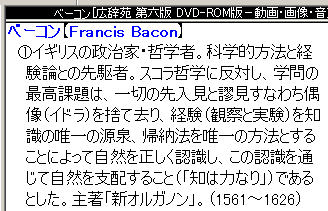 ベーコン[広辞苑 第六版 DVD-ROM版－動画・画像・音
ベーコン【Francis Bacon】
①イギリスの政治家・哲学者。科学的方法と経
験論との先駆者。スコラ哲学に反対し、学問の
最高課題は、一切の先入見と謬見すなわち偶
像（イドラ）を捨て去り、経験（観察と実験）を知
識の唯一の源泉、帰納法を唯一の方法とする
ことによって自然を正しく認識し、この認識を通
じて自然を支配すること（「知は力なり」）である
とした。主著「新オルガノン」。（1561～1626）